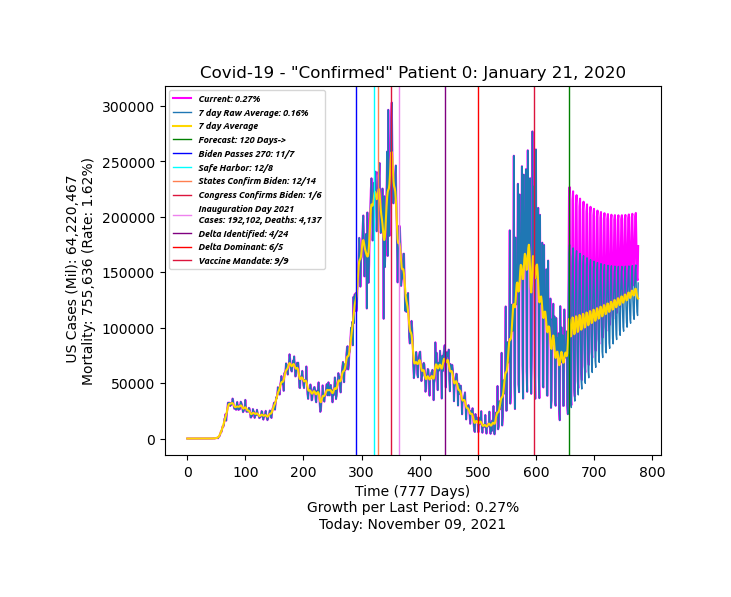 Covid-19 - "Confirmed" Patient 0: January 21, 2020
US Cases (Mil): 64,220,467
Mortality: 755,636 (Rate: 1.62%)
300000
250000
200000
150000
100000
50000
0
Current: 0.27%
7 day Raw Average: 0.16%
7 day Average
Forecast: 120 Days->
Biden Passes 270: 11/7
Safe Harbor: 12/8
States Confirm Biden: 12/14
Congress Confirms Biden: 1/6
Inauguration Day 2021
Cases: 192,102, Deaths: 4,137
Delta Identified: 4/24
Delta Dominant: 6/5
Vaccine Mandate: 9/9
0 100 200 300 400 500 600 700 800
Time (777 Days)
Growth per Last Period: 0.27%
Today: November 09, 2021